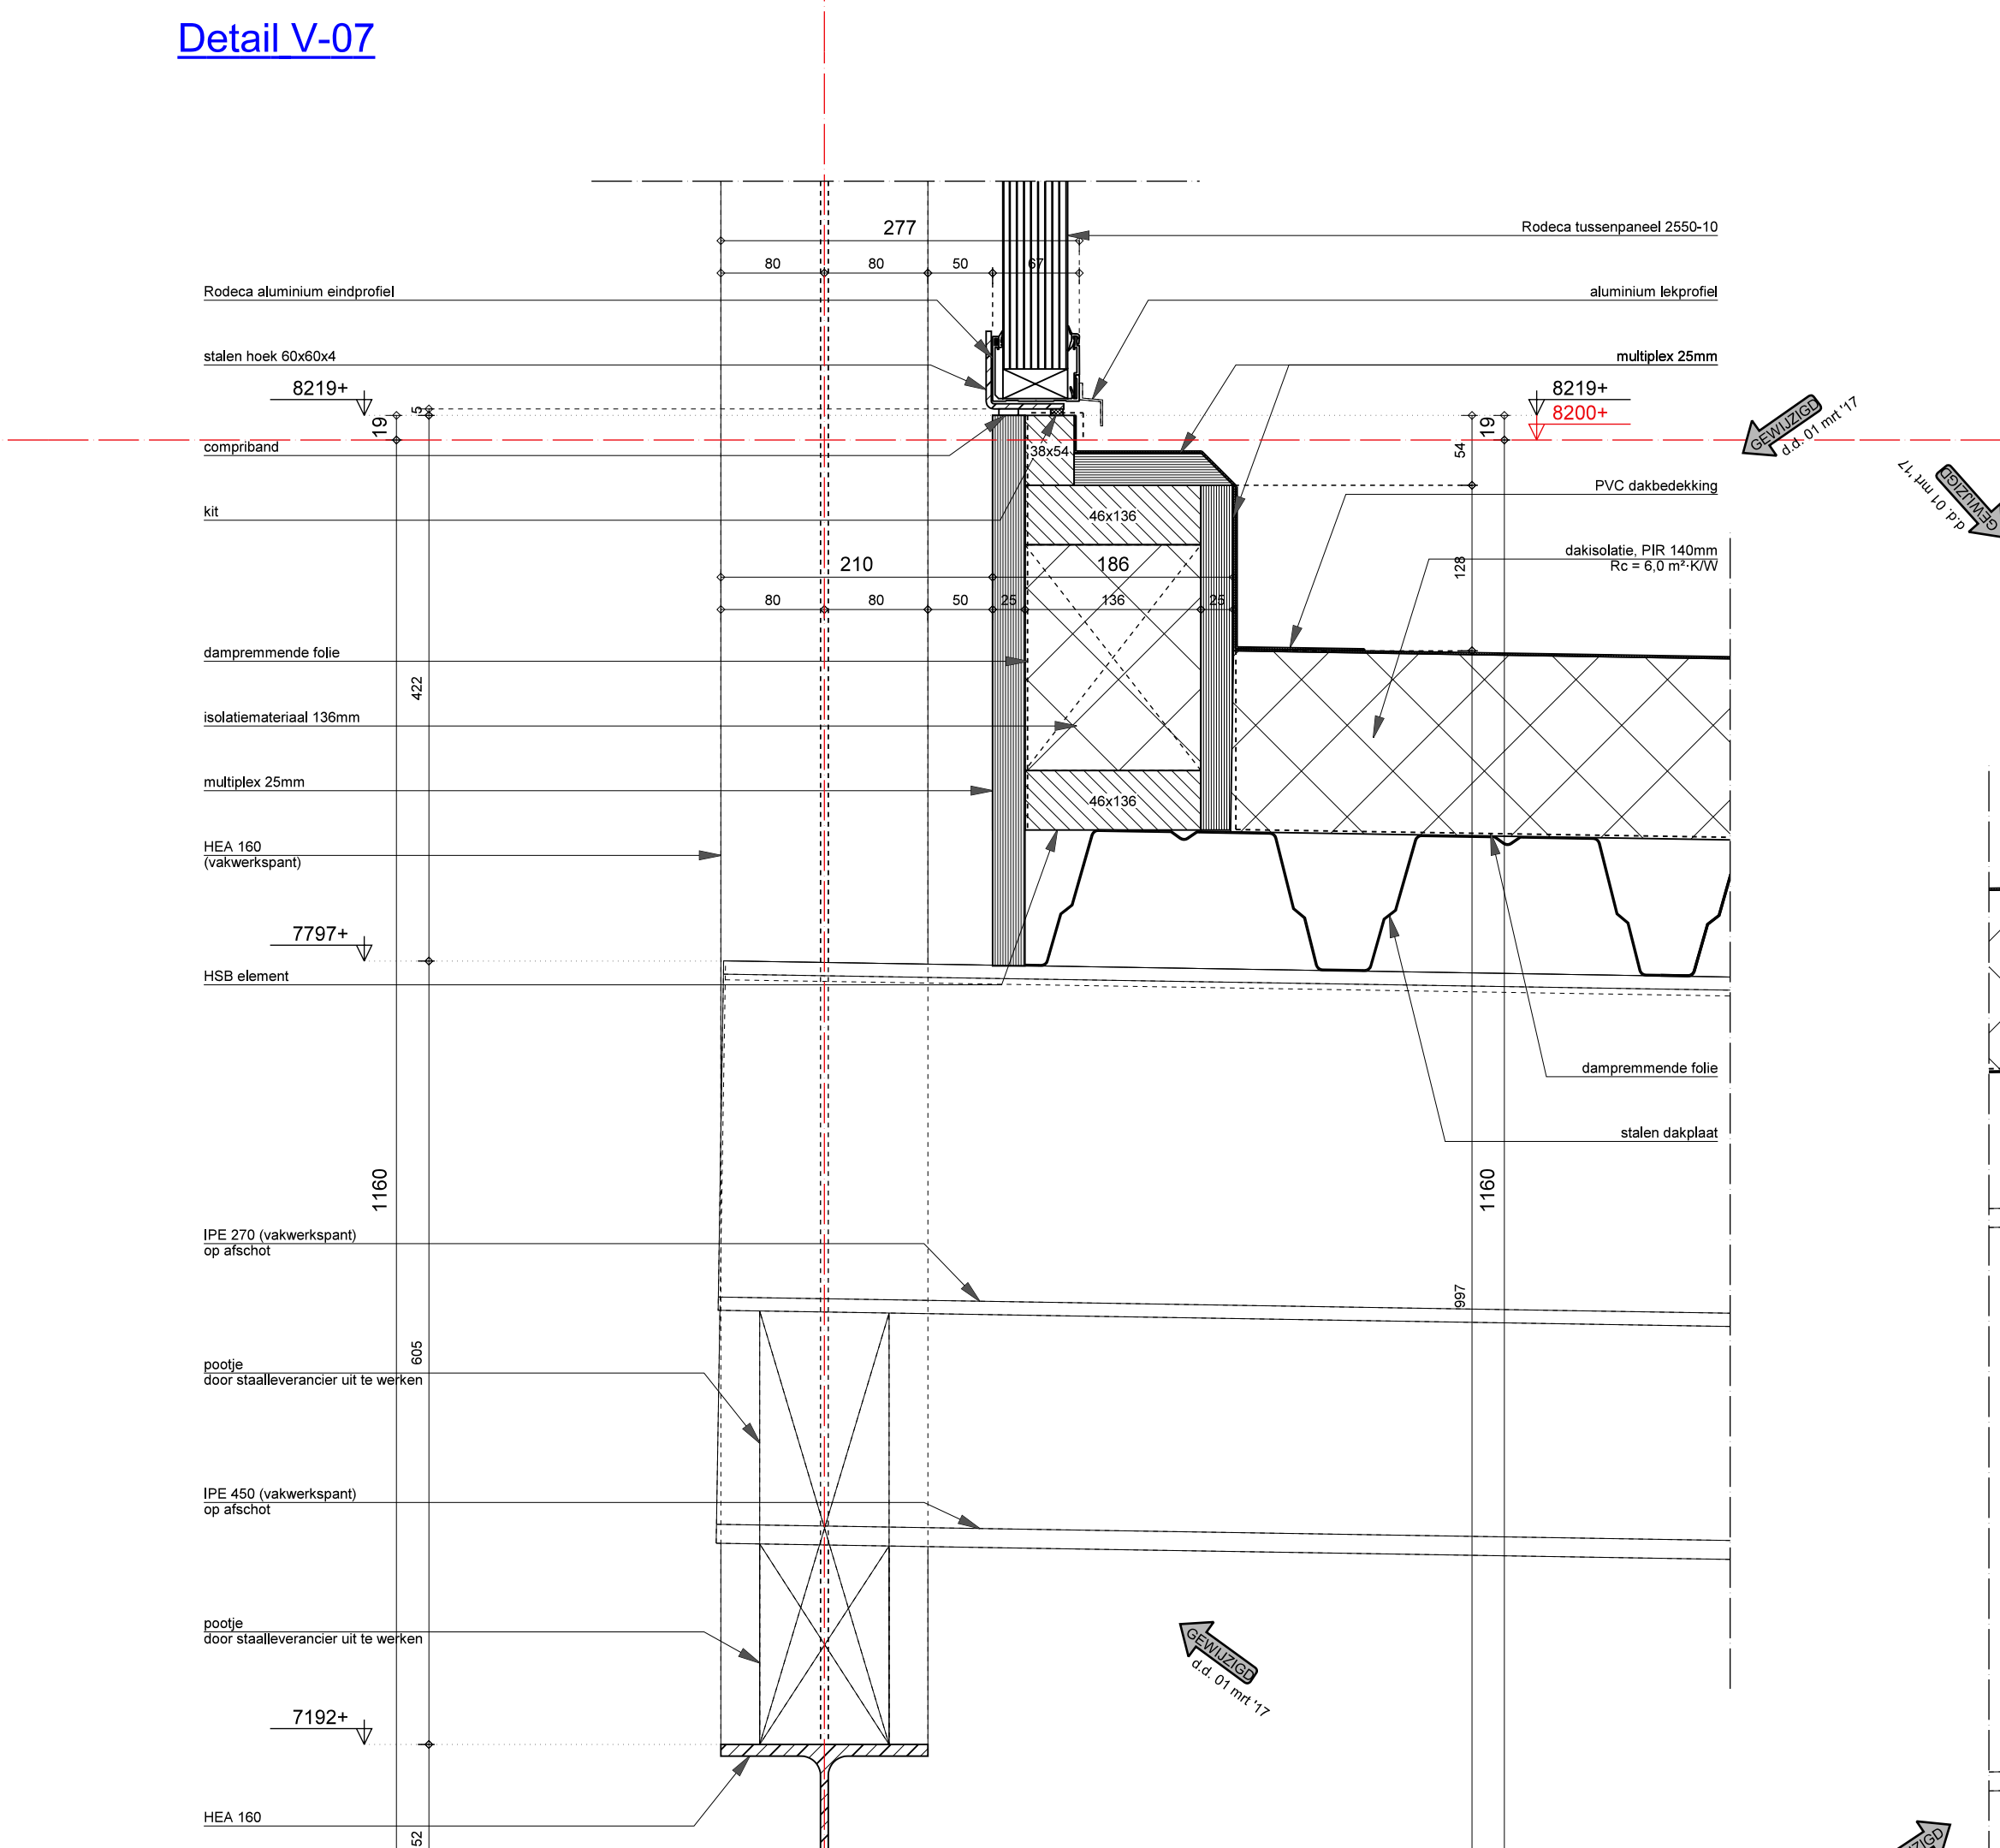 Detail V-07
277
Rodeca tussenpaneel 2550-10
80
80
50
67
Rodeca aluminium eindprofiel
aluminium lekprofiel
stalen hoek 60x60x4
multiplex 25mm
8219+
5
19
8219+
8200+
19
54
GEWIJZIGD
d.d. 01 mrt '17
compriband
38x54
GEWIJZIGD
d.d. 01 mrt '17
PVC dakbedekking
kit
46x136
dakisolatie, PIR 140mm
Rc = 6,0 m²·K/W
128
210
186
80
80
50
25
136
25
dampremmende folie
422
isolatiemateriaal 136mm
multiplex 25mm
46x136
HEA 160
(vakwerkspant)
7797+
HSB element
dampremmende folie
stalen dakplaat
1160
1160
IPE 270 (vakwerkspant)
op afschot
997
605
pootje
door staalleverancier uit te werken
IPE 450 (vakwerkspant)
op afschot
pootje
door staalleverancier uit te werken
GEWIJZIGD
d.d. 01 mrt '17
7192+
HEA 160
52